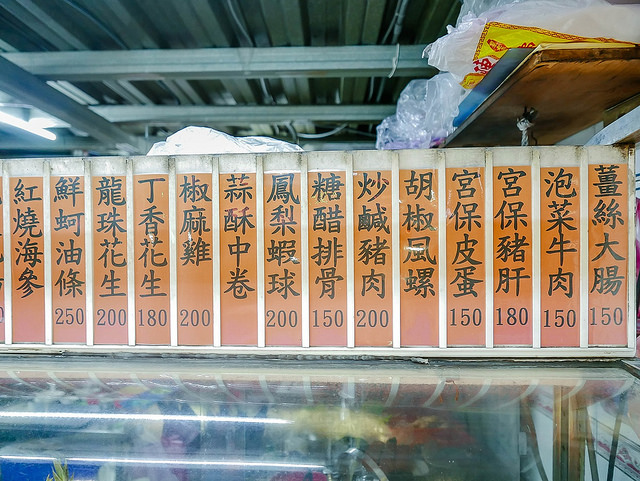 薑絲大腸 150
泡菜牛肉 150
宮保豬肝 180
宮保皮蛋 150
胡椒風螺
炒鹹豬肉 200
糖醋排骨 150
鳳梨蝦球 200
蒜酥中卷
椒麻雞 200
丁香花生 180
龍珠花生 200
鮮蚵油條 250
紅燒海參